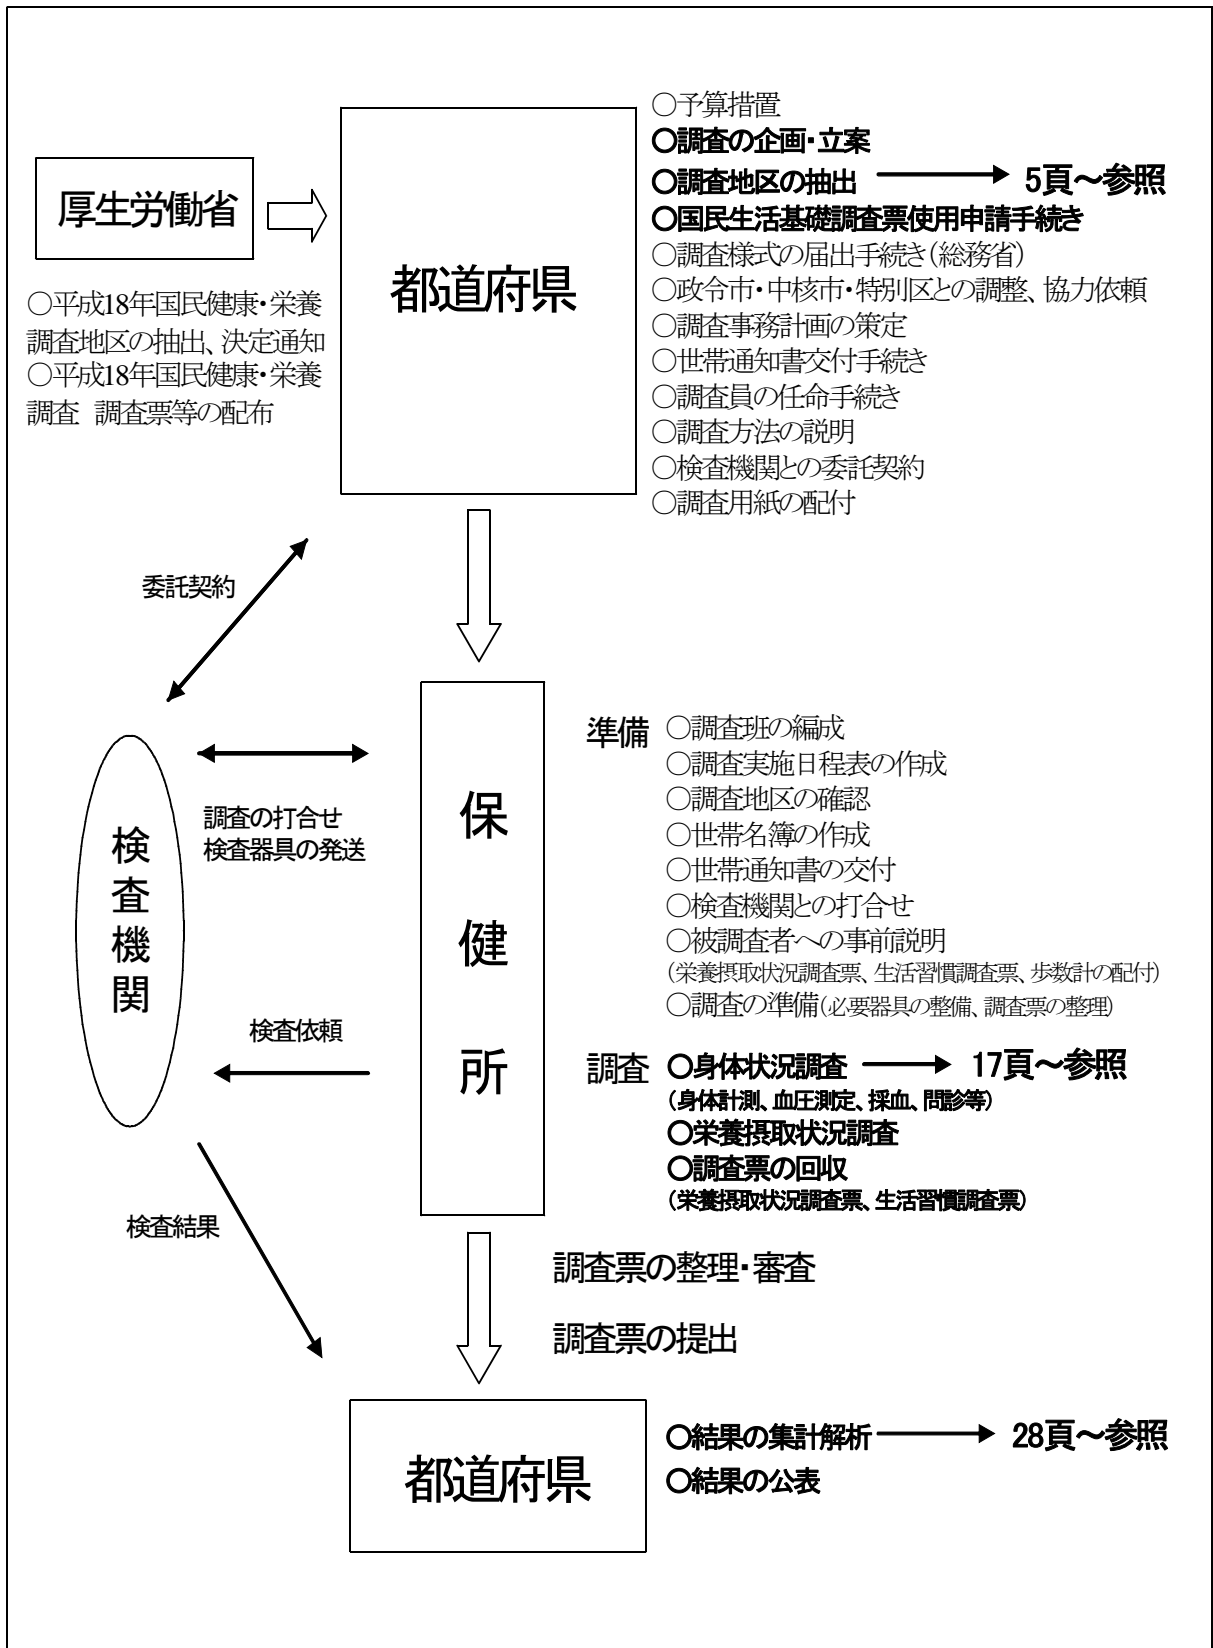 厚生労働省
○平成18年国民健康・栄養
調査地区の抽出、決定通知
○平成18年国民健康・栄養
調査　調査票等の配布
都道府県
○予算措置
○調査の企画・立案
○調査地区の抽出 → 5頁～参照
○国民生活基礎調査票使用申請手続き
○調査様式の届出手続き（総務省）
○政令市・中核市・特別区との調整、協力依頼
○調査事務計画の策定
○世帯通知書交付手続き
○調査員の任命手続き
○調査方法の説明
○検査機関との委託契約
○調査用紙の配付
委託契約
検査機関
調査の打合せ
検査器具の発送
検査依頼
検査結果
保健所
準備 ○調査班の編成
○調査実施日程表の作成
○調査地区の確認
○世帯名簿の作成
○世帯通知書の交付
○検査機関との打合せ
○被調査者への事前説明
（栄養摂取状況調査票、生活習慣調査票、歩数計の配付）
○調査の準備（必要器具の整備、調査票の整理）
調査 ○身体状況調査 → 17頁～参照
（身体計測、血圧測定、採血、問診等）
○栄養摂取状況調査
○調査票の回収
（栄養摂取状況調査票、生活習慣調査票）
調査票の整理・審査
調査票の提出
都道府県
○結果の集計解析 → 28頁～参照
○結果の公表